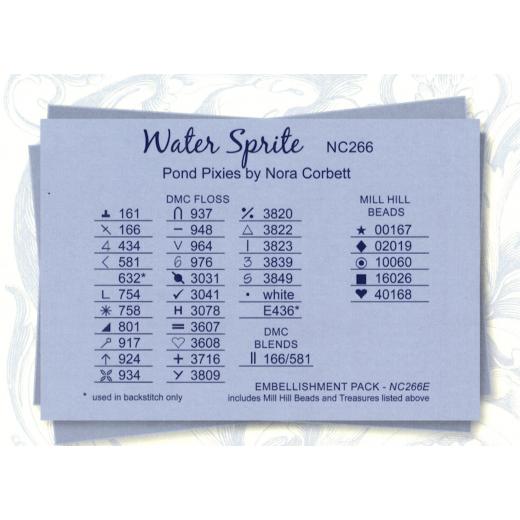 Water Sprite NC266
Pond Pixies by Nora Corbett
DMC FLOSS
161
166
434
581
632*
754
758
801
917
924
934
* used in backstitch only
937
948
964
976
3031
3041
3078
3607
3608
3716
3809
3820
3822
3823
3839
3849
white
E436*
DMC
BLENDS
166/581
MILL HILL
BEADS
00167
02019
10060
16026
40168
EMBELLISHMENT PACK - NC266E
includes Mill Hill Beads and Treasures listed above